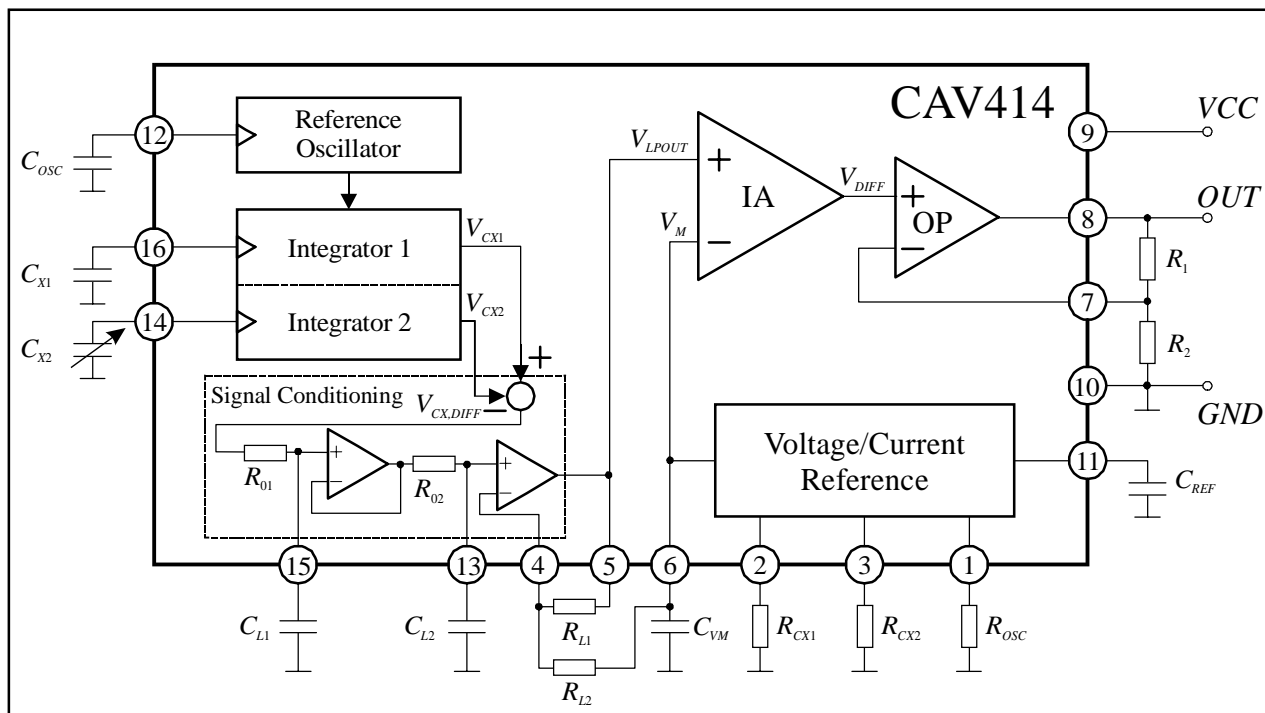 CAV414
12
Reference
Oscillator
C_OSC
9
VCC
V_LPOUT
+
IA
V_DIFF
+
OP
8
OUT
16
Integrator 1
V_CX1
V_M
−
−
R_1
C_X1
14
Integrator 2
V_CX2
7
C_X2
R_2
+
Signal Conditioning
V_CX,DIFF
−
10
GND
Voltage/Current
Reference
11
C_REF
R_01
+
−
R_02
+
−
15
13
4
5
6
2
3
1
C_L1
C_L2
R_L1
C_VM
R_CX1
R_CX2
R_OSC
R_L2